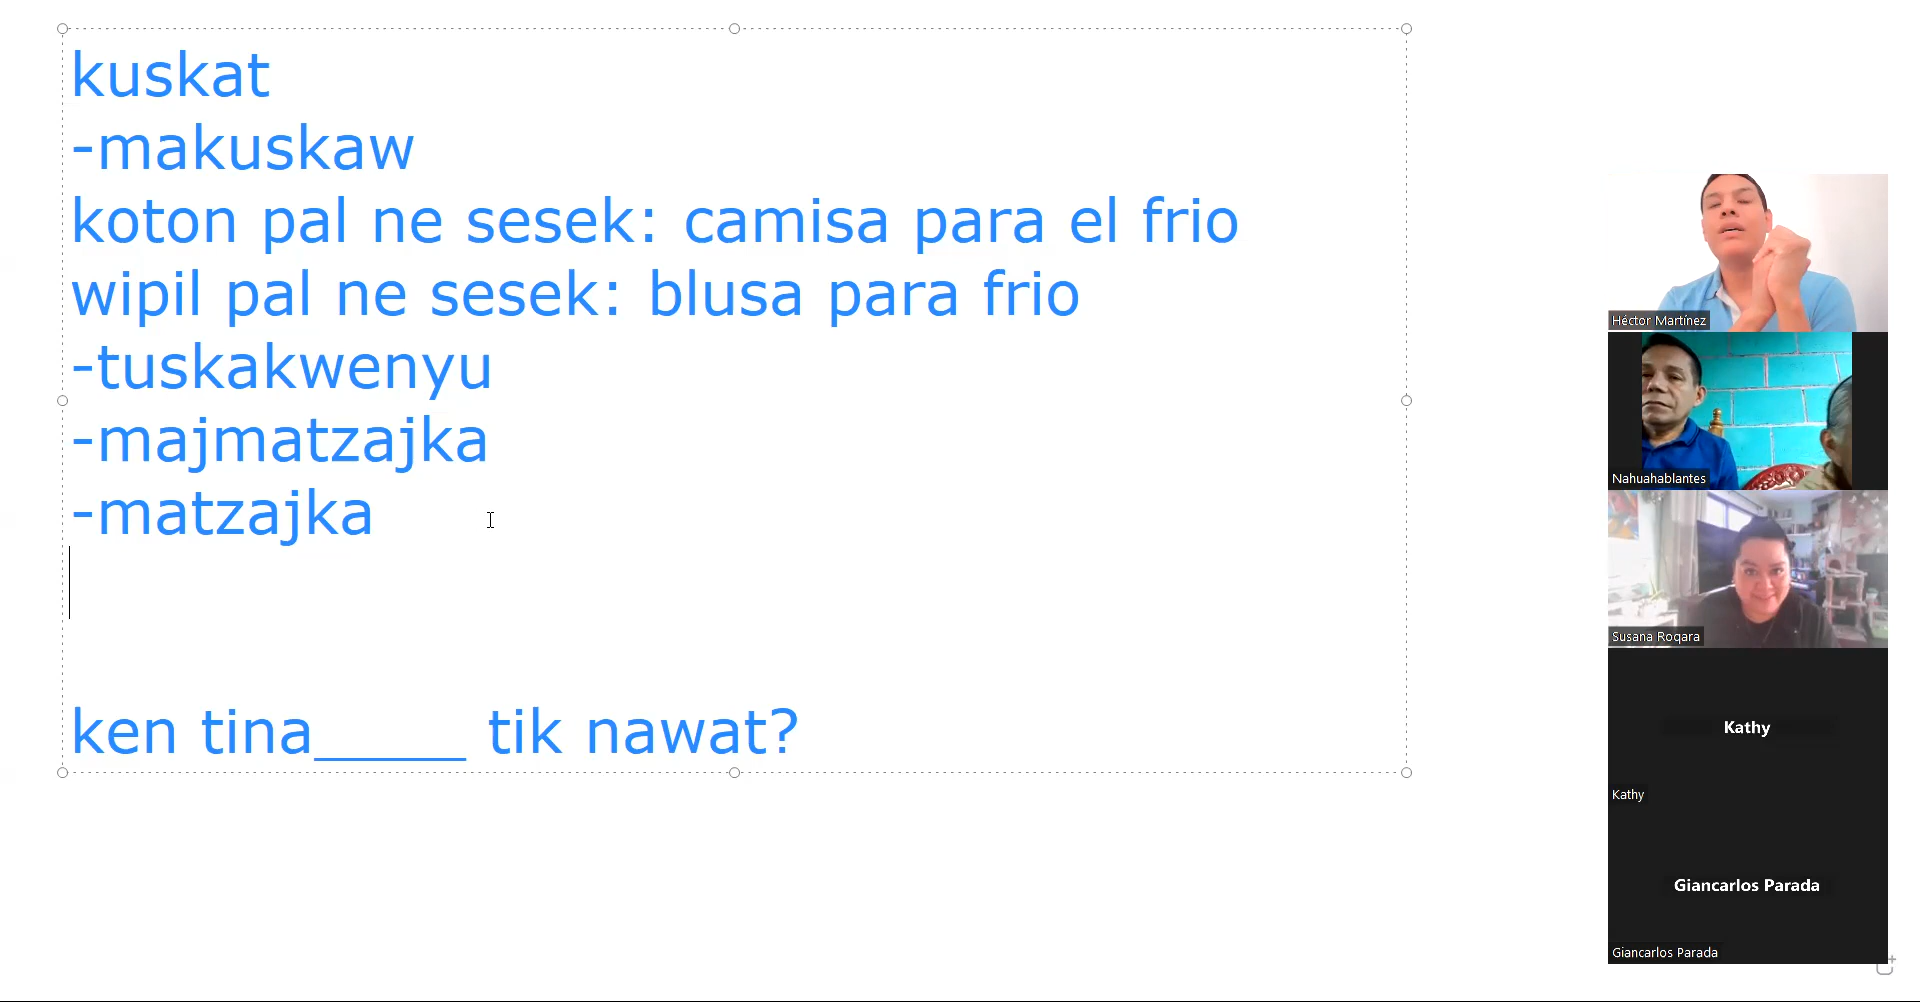 kuskat
-makuskaw
koton pal ne sesek: camisa para el frio
wipil pal ne sesek: blusa para frio
-tuskakwenyu
-majmatzajka
-matzajka
ken tina_____ tik nawat?
Héctor Martínez
Nahuahablantes
Susana Roqara
Kathy
Kathy
Giancarlos Parada
Giancarlos Parada